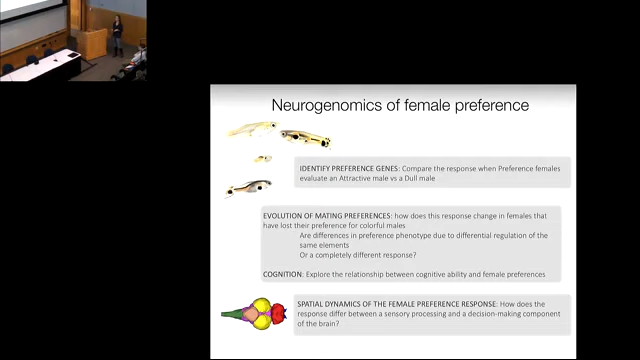 Neurogenomics of female preference
IDENTIFY PREFERENCE GENES: Compare the response when Preference females
evaluate an Attractive male vs a Dull male
EVOLUTION OF MATING PREFERENCES: how does this response change in females that
have lost their preference for colorful males
Are differences in preference phenotype due to differential regulation of the
same elements
Or a completely different response?
COGNITION: Explore the relationship between cognitive ability and female preferences
SPATIAL DYNAMICS OF THE FEMALE PREFERENCE RESPONSE: How does the
response differ between a sensory processing and a decision-making component
of the brain?